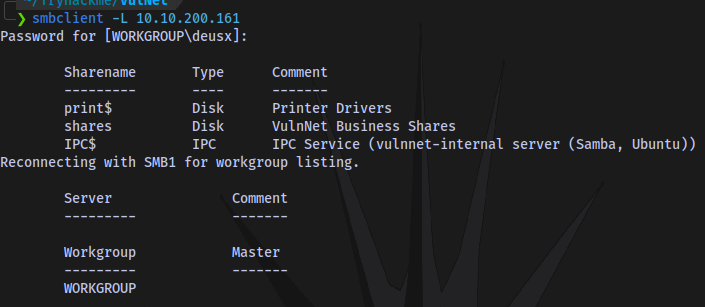 ~/TryHackMe/VulNet
❯ smbclient -L 10.10.200.161
Password for [WORKGROUP\deusx]:
Sharename Type Comment
--------- ---- -------
print$ Disk Printer Drivers
shares Disk VulnNet Business Shares
IPC$ IPC IPC Service (vulnnet-internal server (Samba, Ubuntu))
Reconnecting with SMB1 for workgroup listing.
Server Comment
--------- -------
Workgroup Master
--------- -------
WORKGROUP